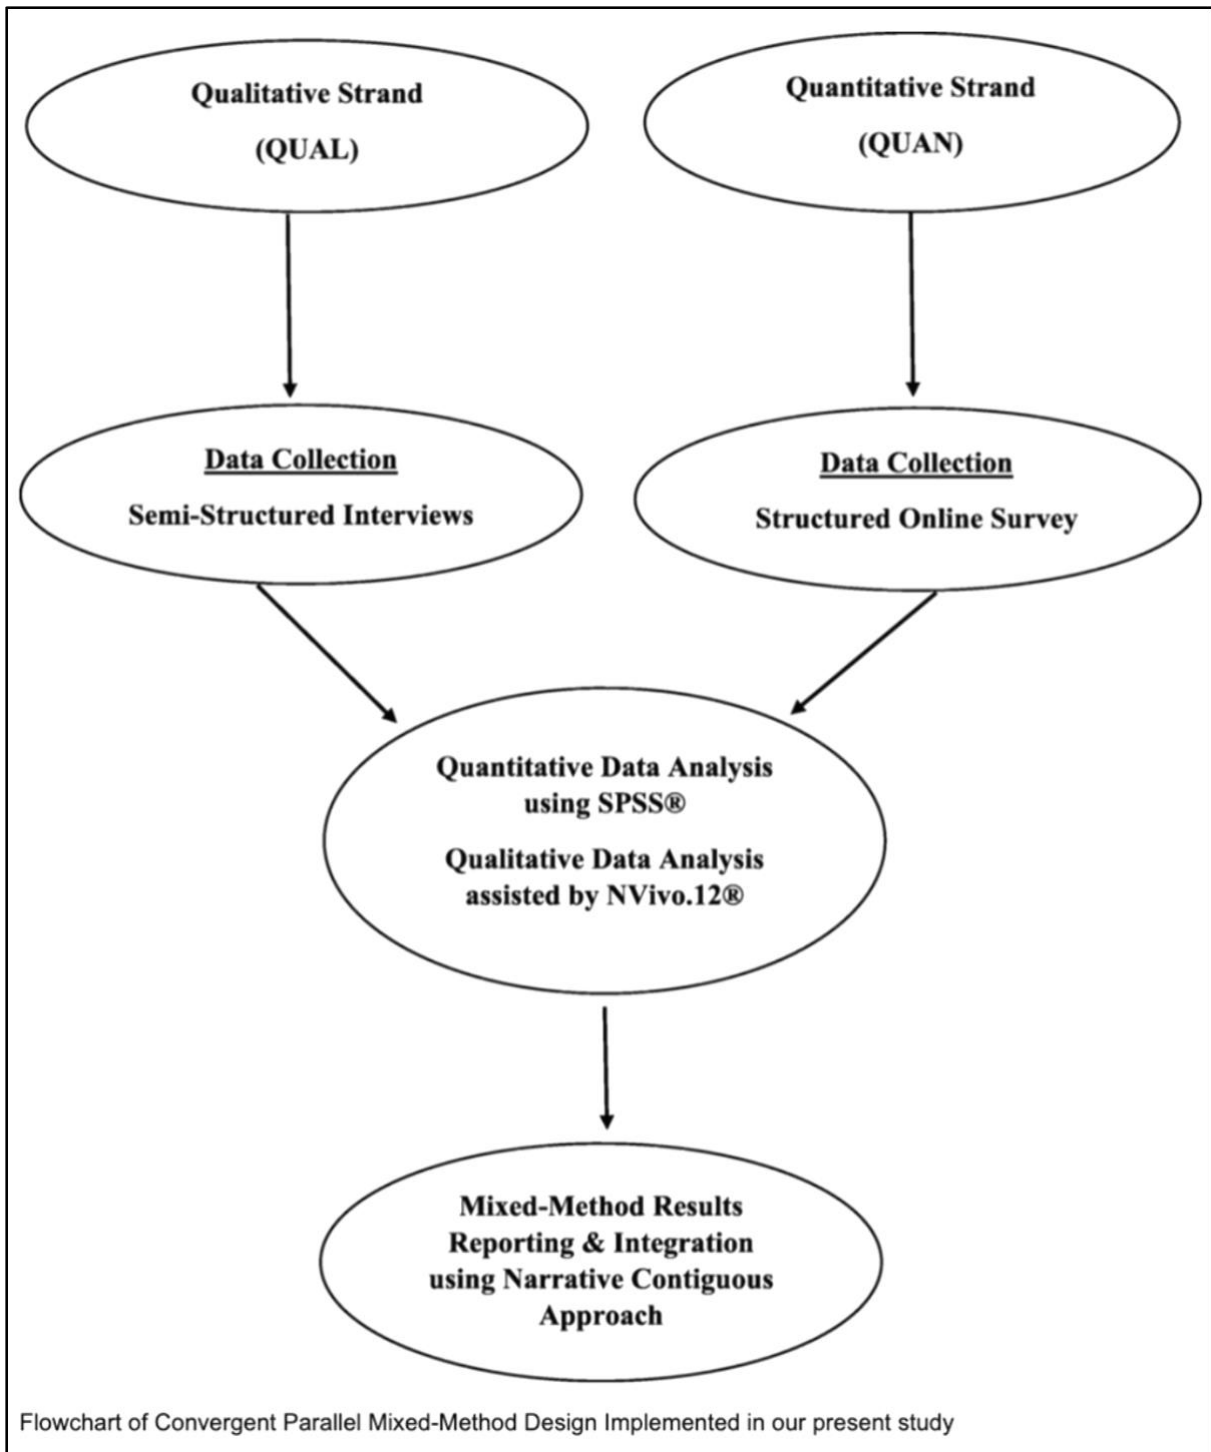 Qualitative Strand
(QUAL)
Quantitative Strand
(QUAN)
Data Collection
Semi-Structured Interviews
Data Collection
Structured Online Survey
Quantitative Data Analysis
using SPSS®
Qualitative Data Analysis
assisted by NVivo.12®
Mixed-Method Results
Reporting & Integration
using Narrative Contiguous
Approach
Flowchart of Convergent Parallel Mixed-Method Design Implemented in our present study